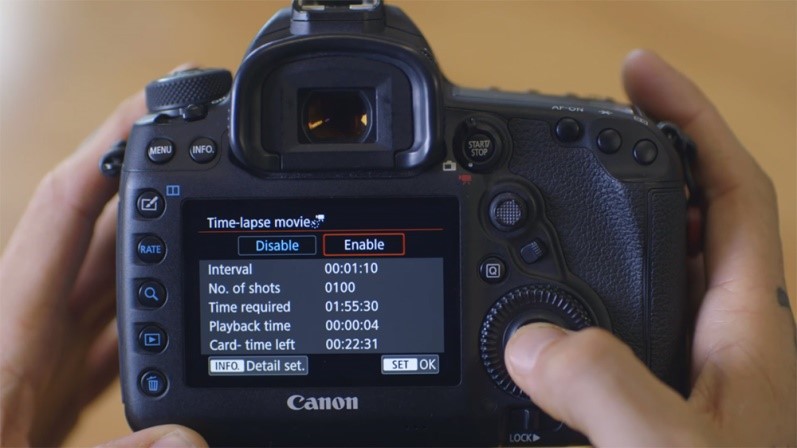 AF-ON
MENU
INFO.
START/
STOP
Time-lapse movie
Disable
Enable
RATE
Interval 00:01:10
No. of shots 0100
Q
Time required 01:55:30
Playback time 00:00:04
Card- time left 00:22:31
INFO. Detail set.
SET OK
Canon
LOCK